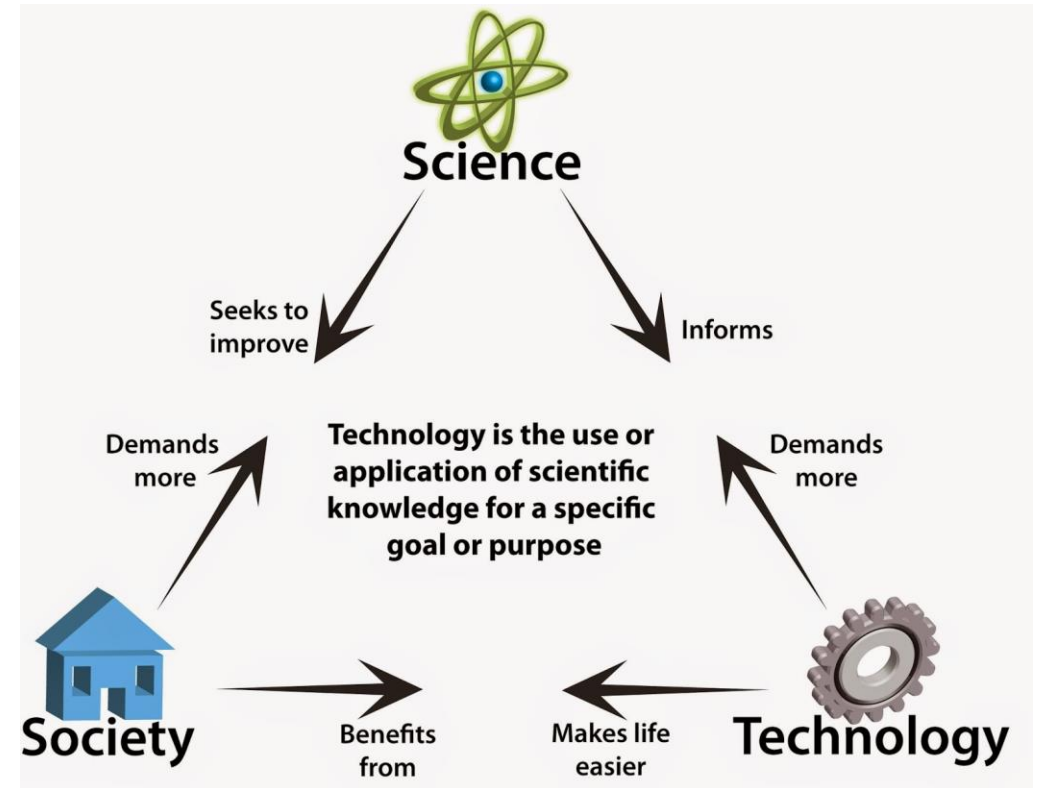 Science
Seeks to
improve
Informs
Demands
more
Technology is the use or
application of scientific
knowledge for a specific
goal or purpose
Demands
more
Society
Benefits
from
Makes life
easier
Technology